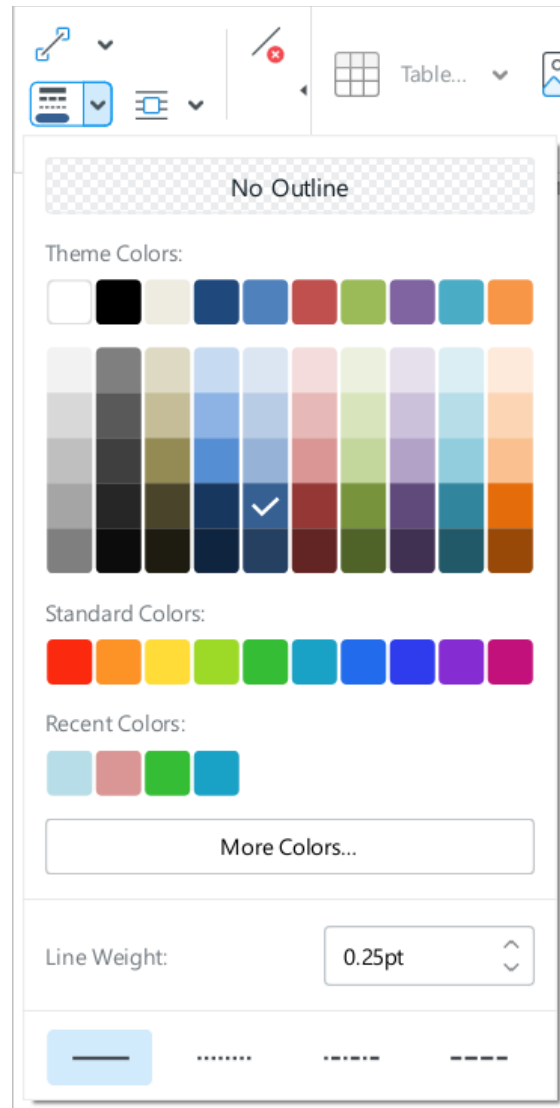 Table...
No Outline
Theme Colors:
Standard Colors:
Recent Colors:
More Colors...
Line Weight:
0.25pt